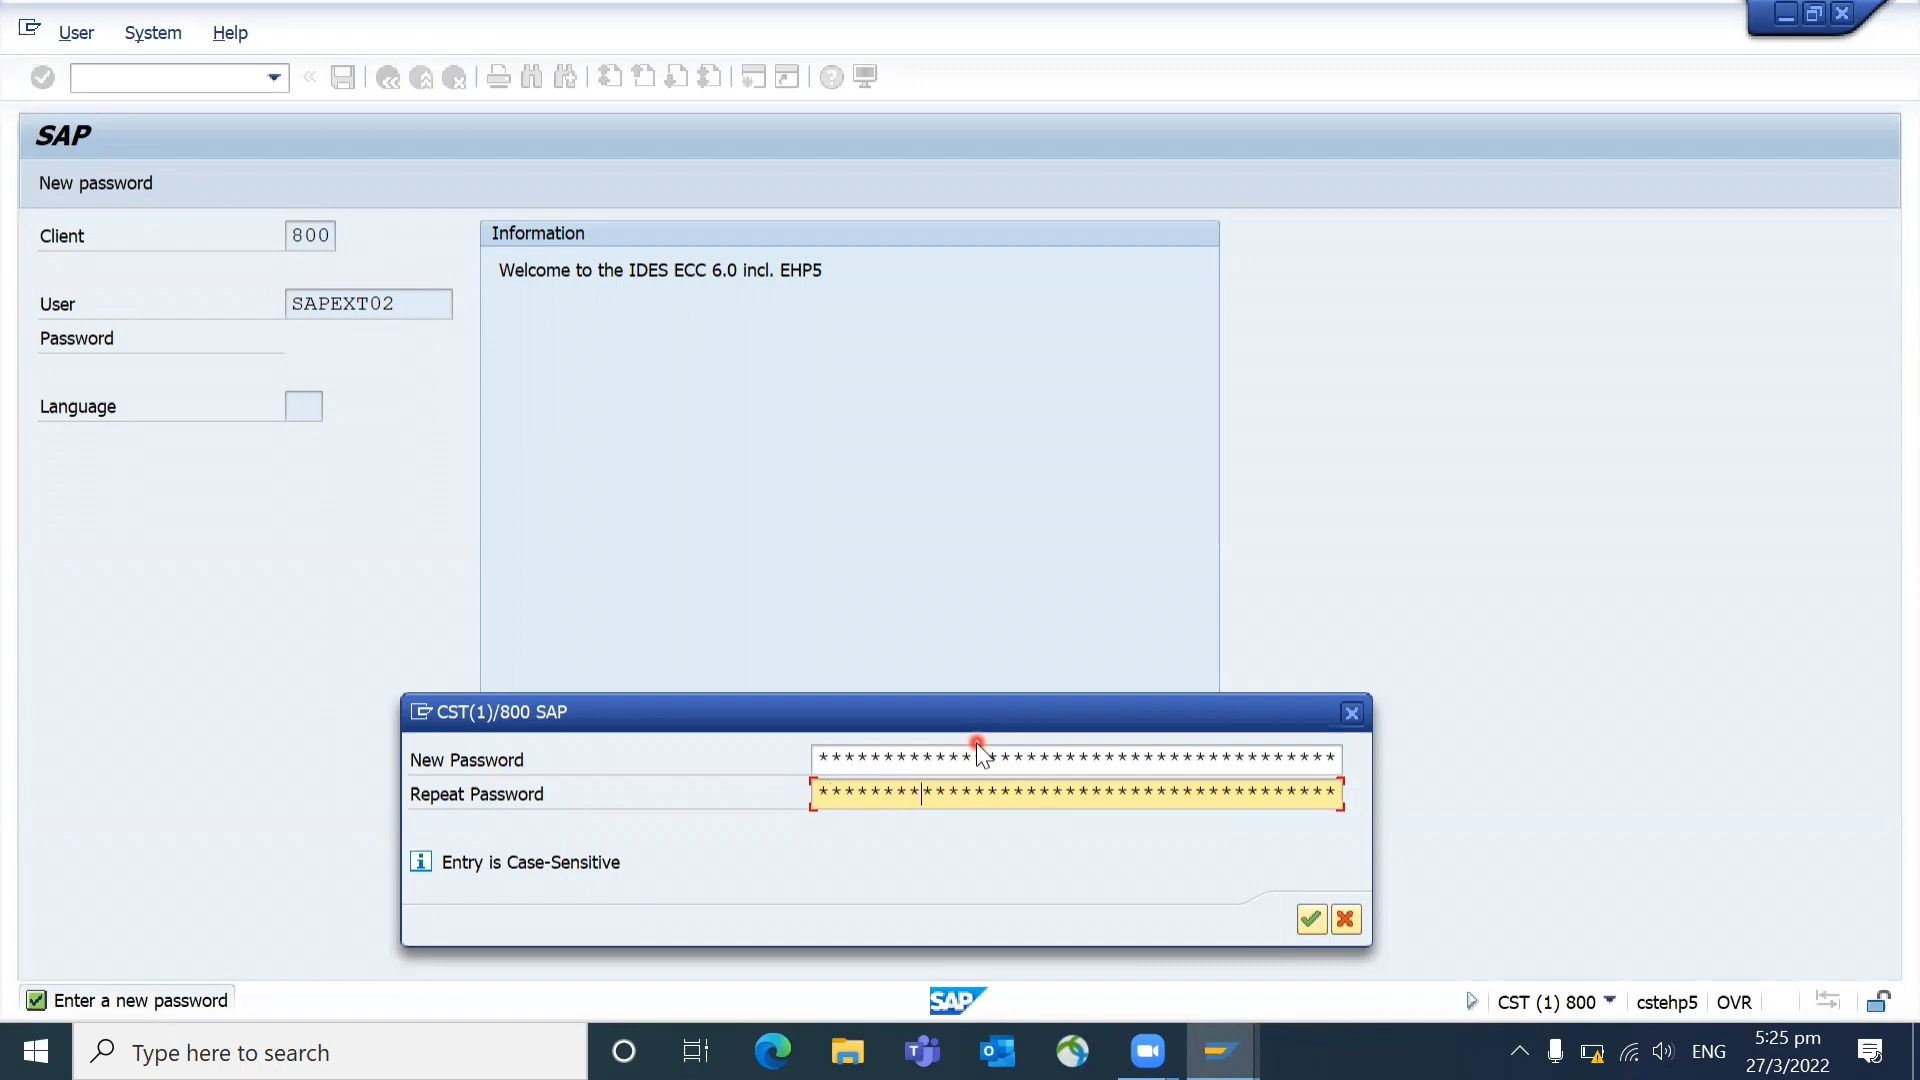 User System Help
SAP
New password
Client 800
User SAPEXT02
Password
Language
Information
Welcome to the IDES ECC 6.0 incl. EHP5
CST(1)/800 SAP
New Password ****************************************
Repeat Password ****************************************
Entry is Case-Sensitive
Enter a new password
SAP
CST (1) 800 cstehp5 OVR
Type here to search
ENG
5:25 pm
27/3/2022